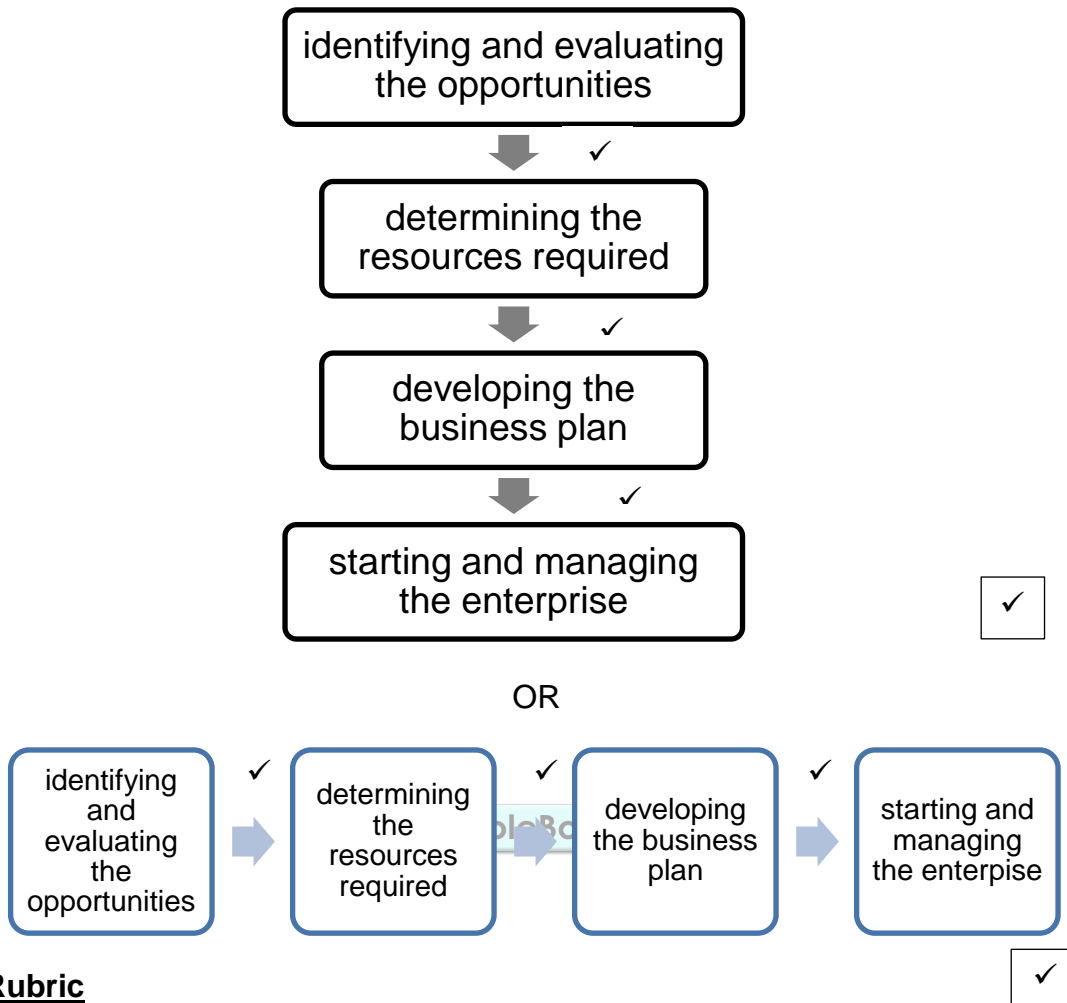 identifying and evaluating
the opportunities
✓
determining the
resources required
✓
developing the
business plan
✓
starting and managing
the enterprise
✓
OR
identifying
and
evaluating
the
opportunities
✓
determining
the
resources
required
✓
developing
the business
plan
✓
starting and
managing
the enterpise
✓